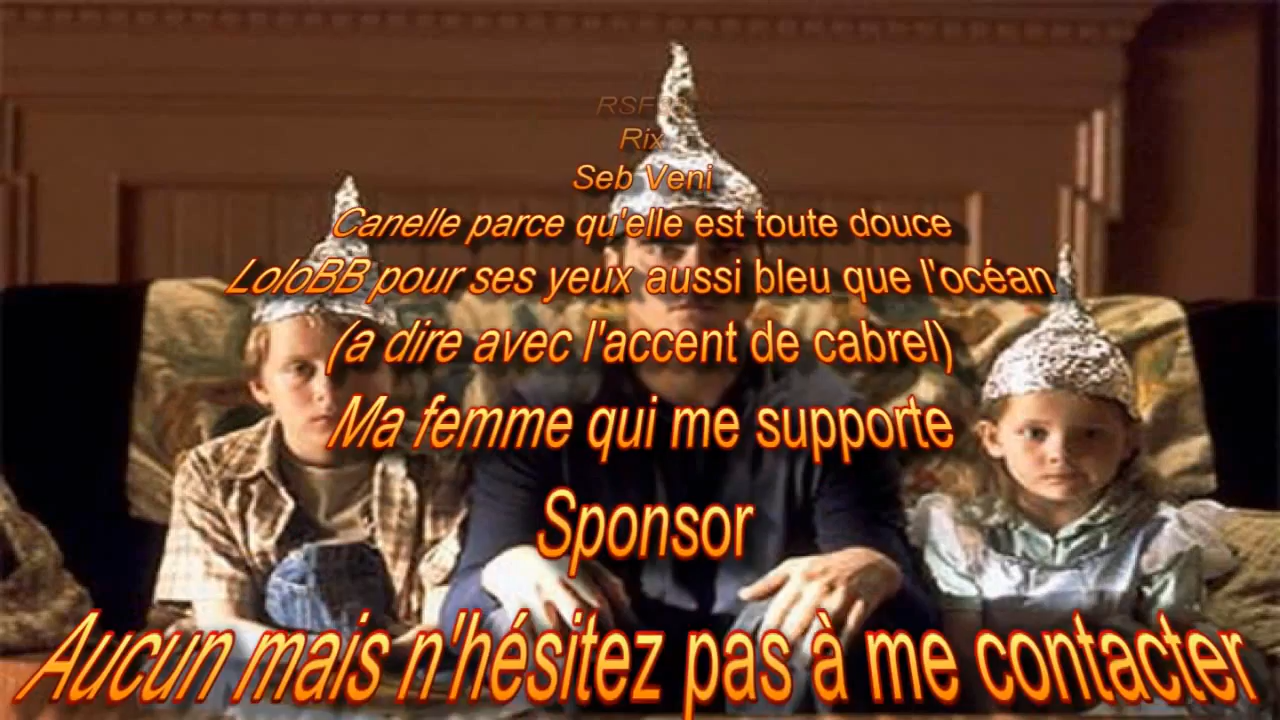 Rix
Seb Veni
Canelle parce qu'elle est toute douce
LoloBB pour ses yeux aussi bleu que l'océan
(a dire avec l'accent de cabrel)
Ma femme qui me supporte
Sponsor
Aucun mais n'hésitez pas à me contacter